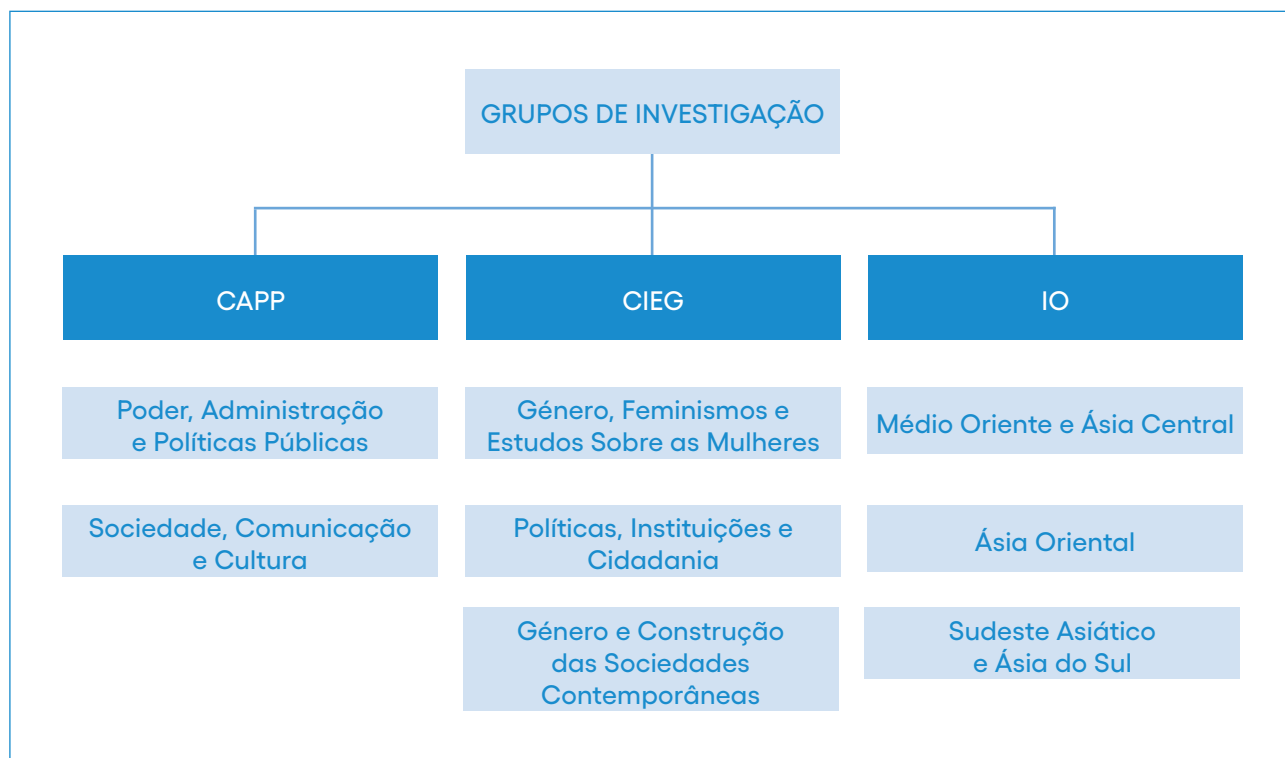 GRUPOS DE INVESTIGAÇÃO
CAPP
Poder, Administração
e Políticas Públicas
Sociedade, Comunicação
e Cultura
CIEG
Género, Feminismos e
Estudos Sobre as Mulheres
Políticas, Instituições e
Cidadania
Género e Construção
das Sociedades
Contemporâneas
IO
Médio Oriente e Ásia Central
Ásia Oriental
Sudeste Asiático
e Ásia do Sul